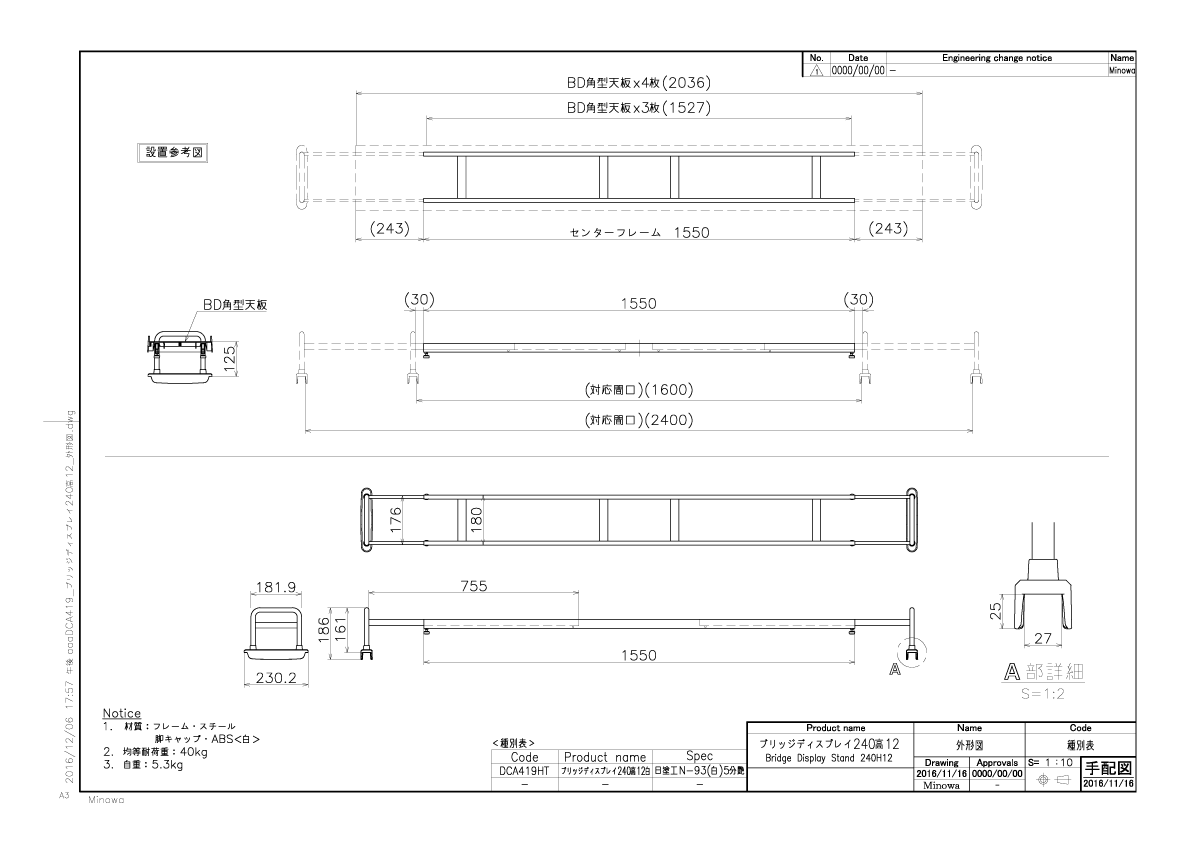 No. Date Engineering change notice Name
1 0000/00/00 − Minowa
BD角型天板x4枚(2036)
BD角型天板x3枚(1527)
設置参考図
(243) センターフレーム 1550 (243)
BD角型天板
(30) 1550 (30)
125
(対応間口)(1600)
(対応間口)(2400)
176
180
181.9
755
186
161
230.2
1550
A
25
27
A 部詳細
S=1:2
Notice
1. 材質：フレーム・スチール
脚キャップ・ABS<白>
2. 均等耐荷重：40kg
3. 自重：5.3kg
<種別表>
Code Product name Spec
DCA419HT ブリッジディスプレイ240高12白 日塗工N-93(白)5分艶
− − −
Product name Name Code
ブリッジディスプレイ240高12 外形図 種別表
Bridge Display Stand 240H12
Drawing Approvals S= 1:10 手配図
2016/11/16 0000/00/00
Minowa - 2016/11/16
2016/12/06 17:57 午後 aaaDCA419_ブリッジディスプレイ240高12_外形図.dwg
A3
Minowa